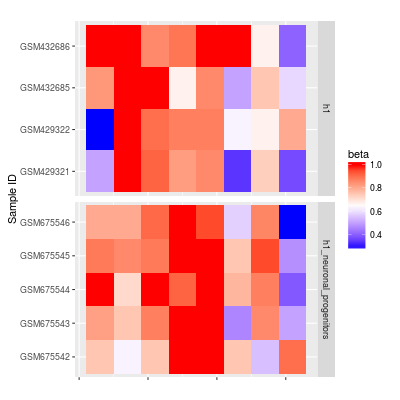 Sample ID
GSM432686
GSM432685
GSM429322
GSM429321
h1
GSM675546
GSM675545
GSM675544
GSM675543
GSM675542
h1_neuronal_progenitors
beta
1.0
0.8
0.6
0.4